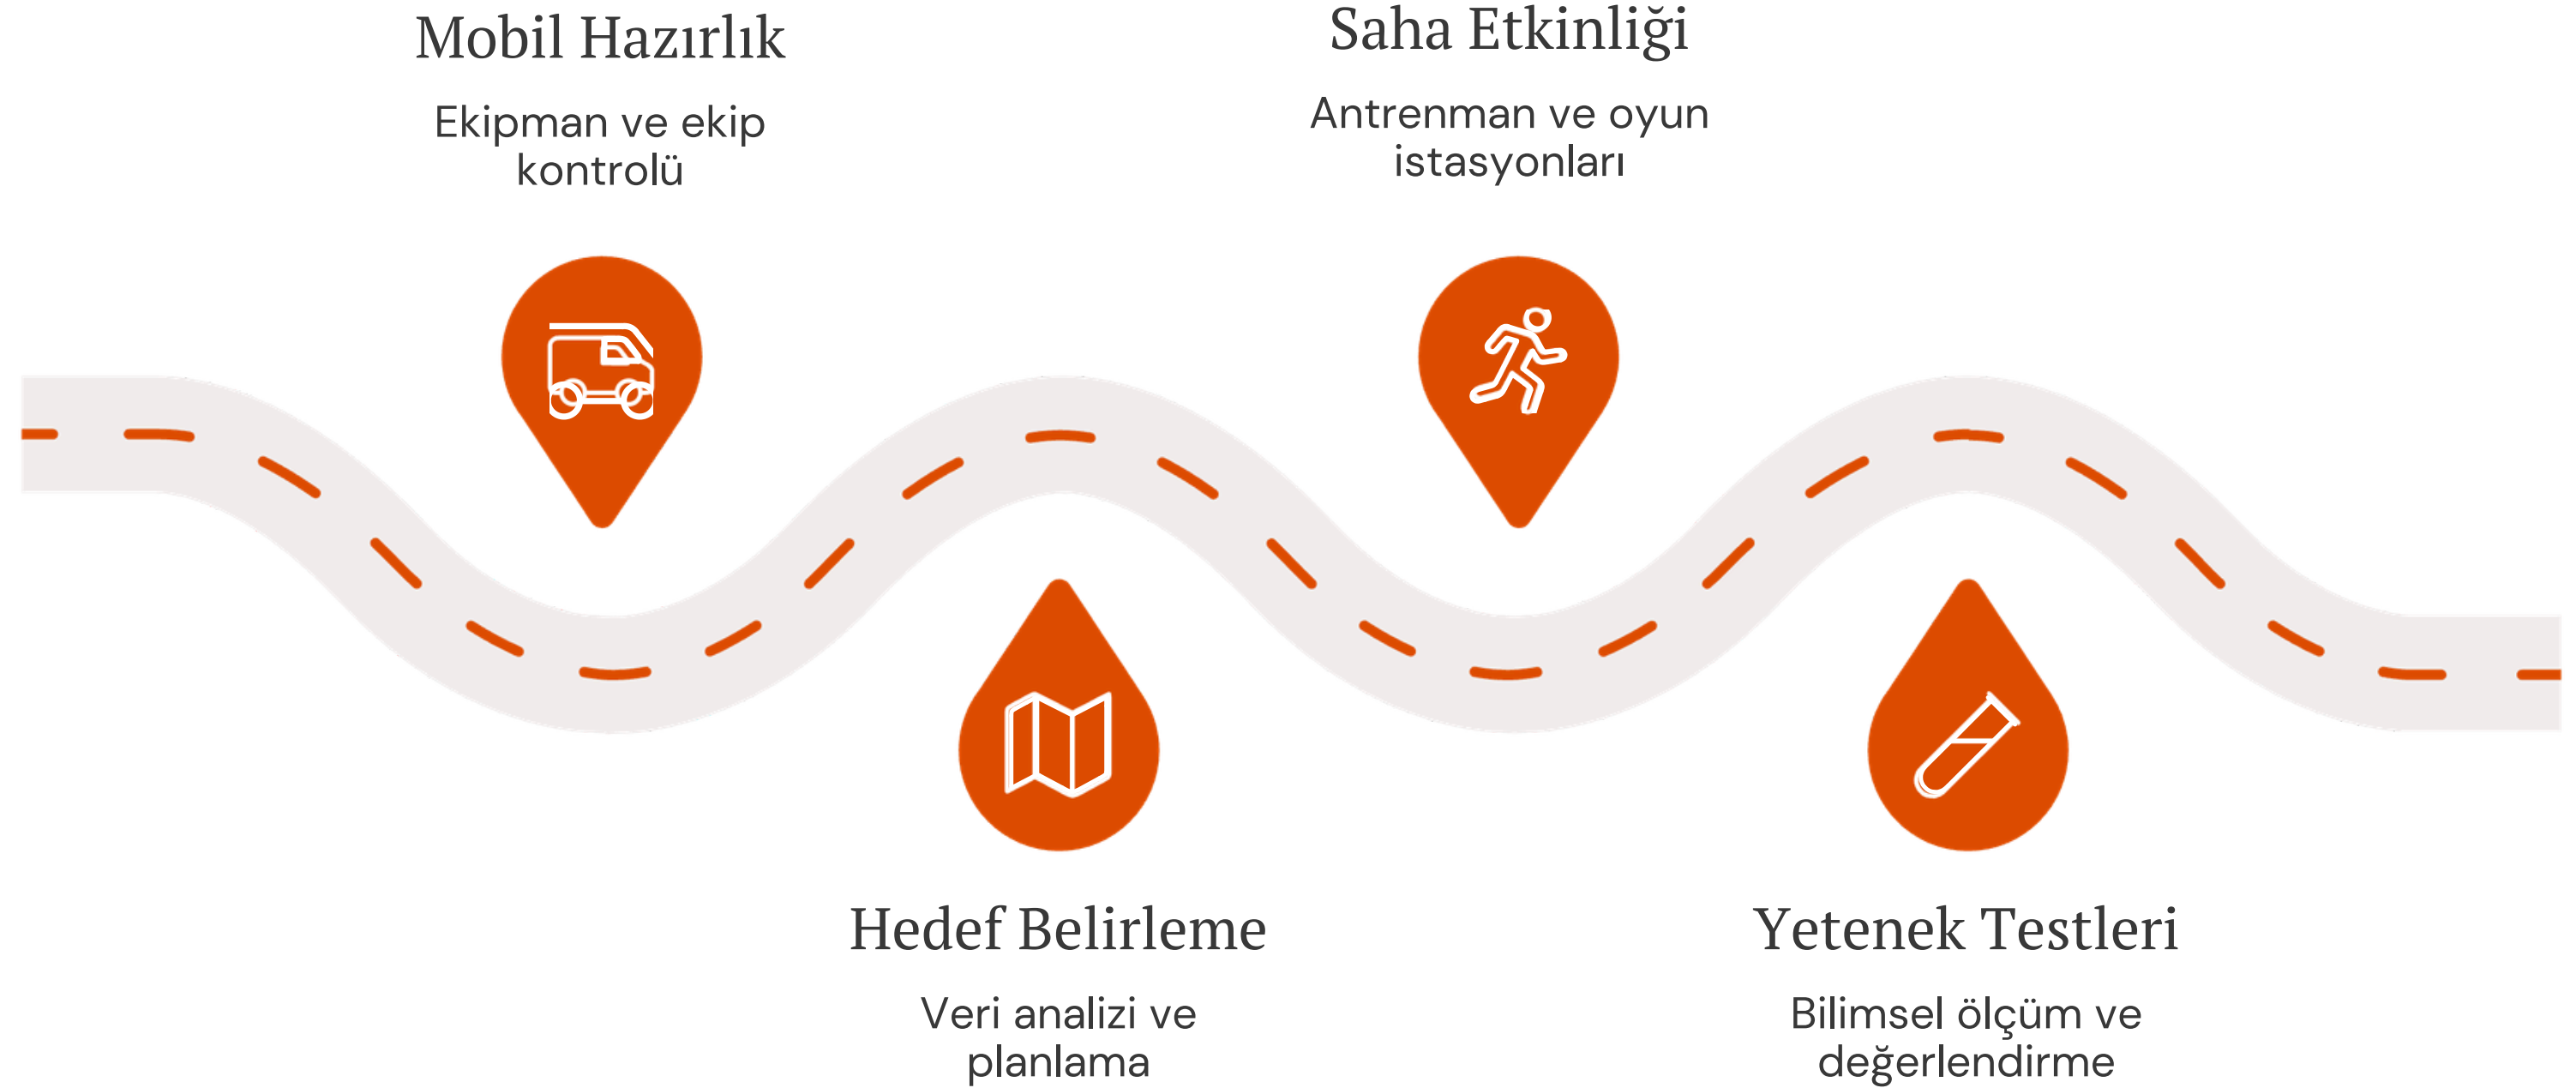 Mobil Hazırlık
Ekipman ve ekip
kontrolü
Saha Etkinliği
Antrenman ve oyun
istasyonları
Hedef Belirleme
Veri analizi ve
planlama
Yetenek Testleri
Bilimsel ölçüm ve
değerlendirme